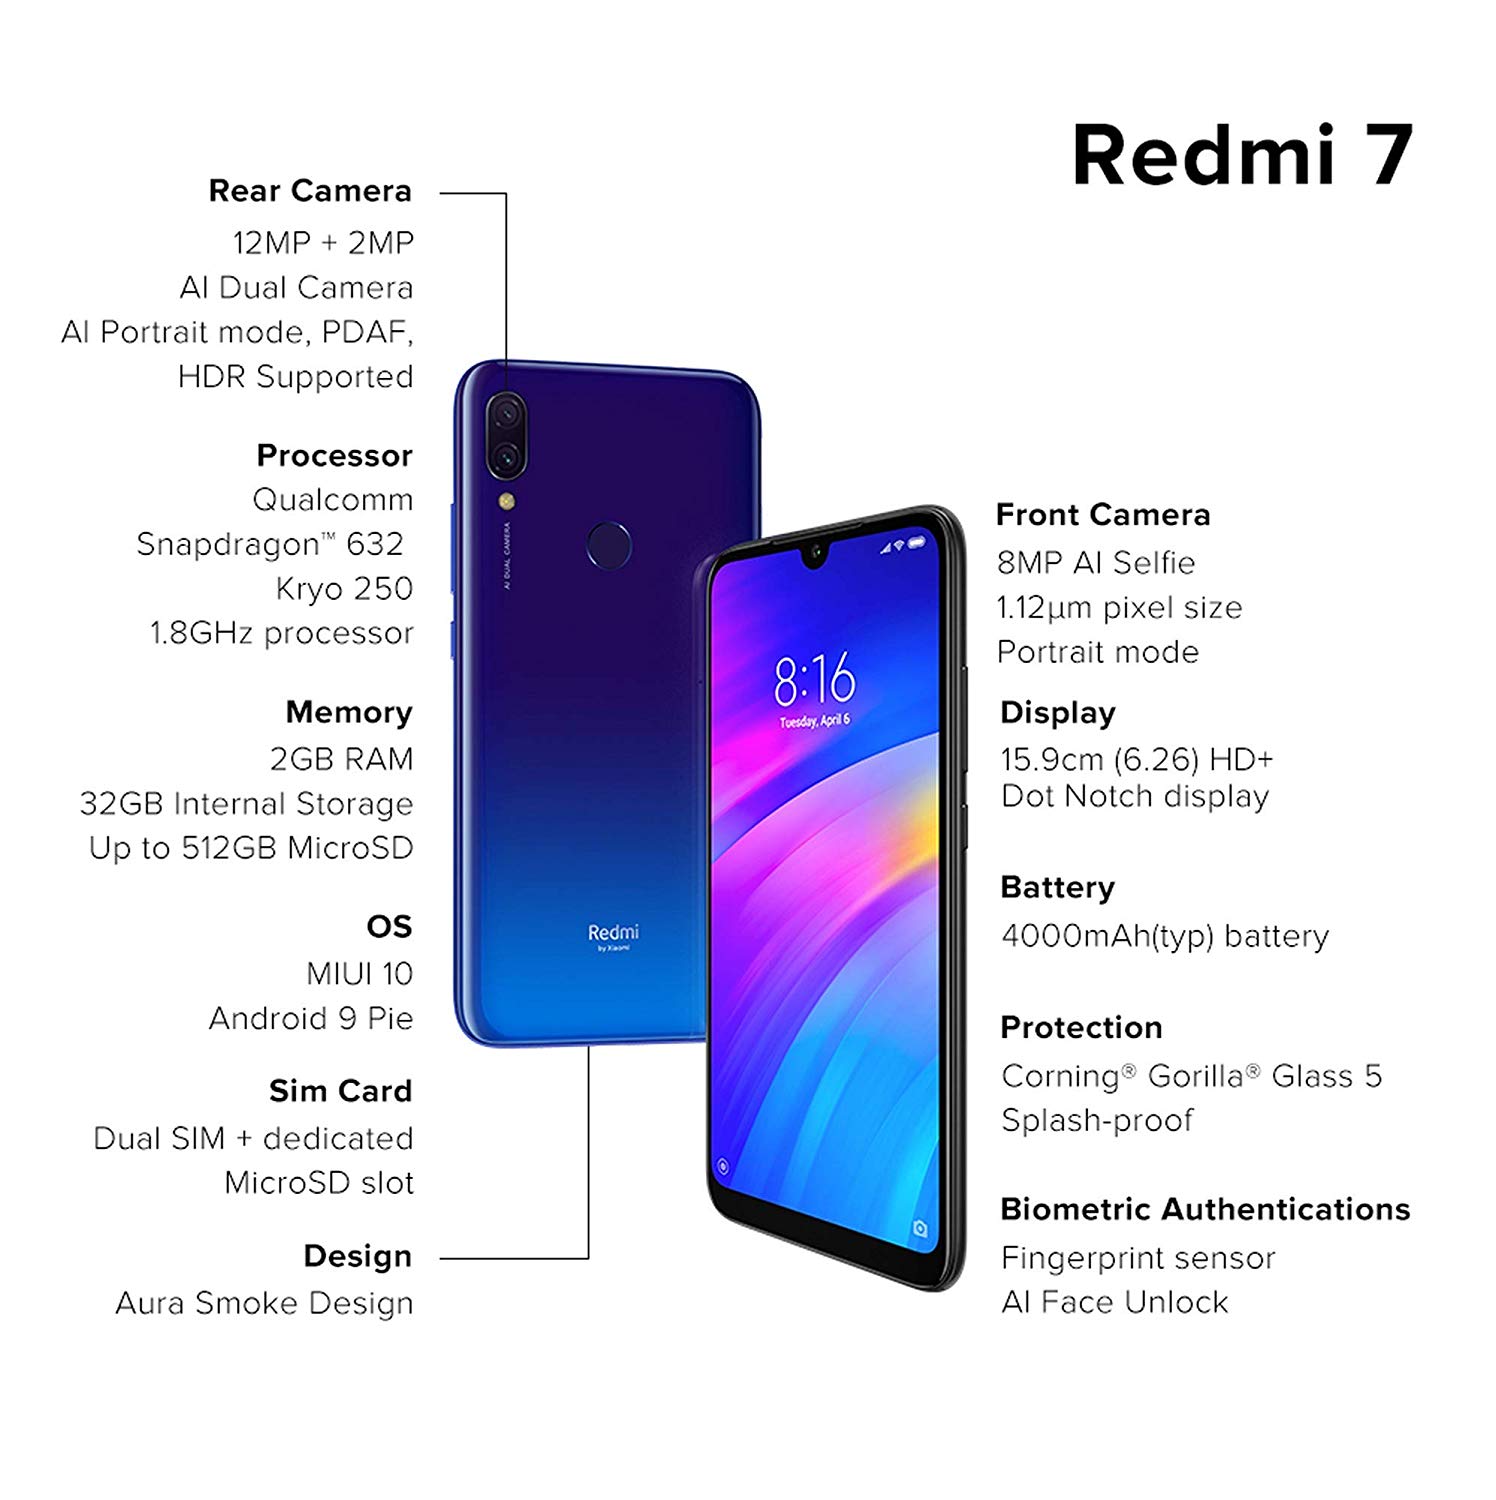 Redmi 7
Rear Camera
12MP + 2MP
AI Dual Camera
AI Portrait mode, PDAF,
HDR Supported
Processor
Qualcomm
Snapdragon™ 632
Kryo 250
1.8GHz processor
Memory
2GB RAM
32GB Internal Storage
Up to 512GB MicroSD
OS
MIUI 10
Android 9 Pie
Sim Card
Dual SIM + dedicated
MicroSD slot
Design
Aura Smoke Design
AI DUAL CAMERA
Redmi
by Xiaomi
8:16
Tuesday, April 6
Front Camera
8MP AI Selfie
1.12μm pixel size
Portrait mode
Display
15.9cm (6.26) HD+
Dot Notch display
Battery
4000mAh(typ) battery
Protection
Corning® Gorilla® Glass 5
Splash-proof
Biometric Authentications
Fingerprint sensor
AI Face Unlock